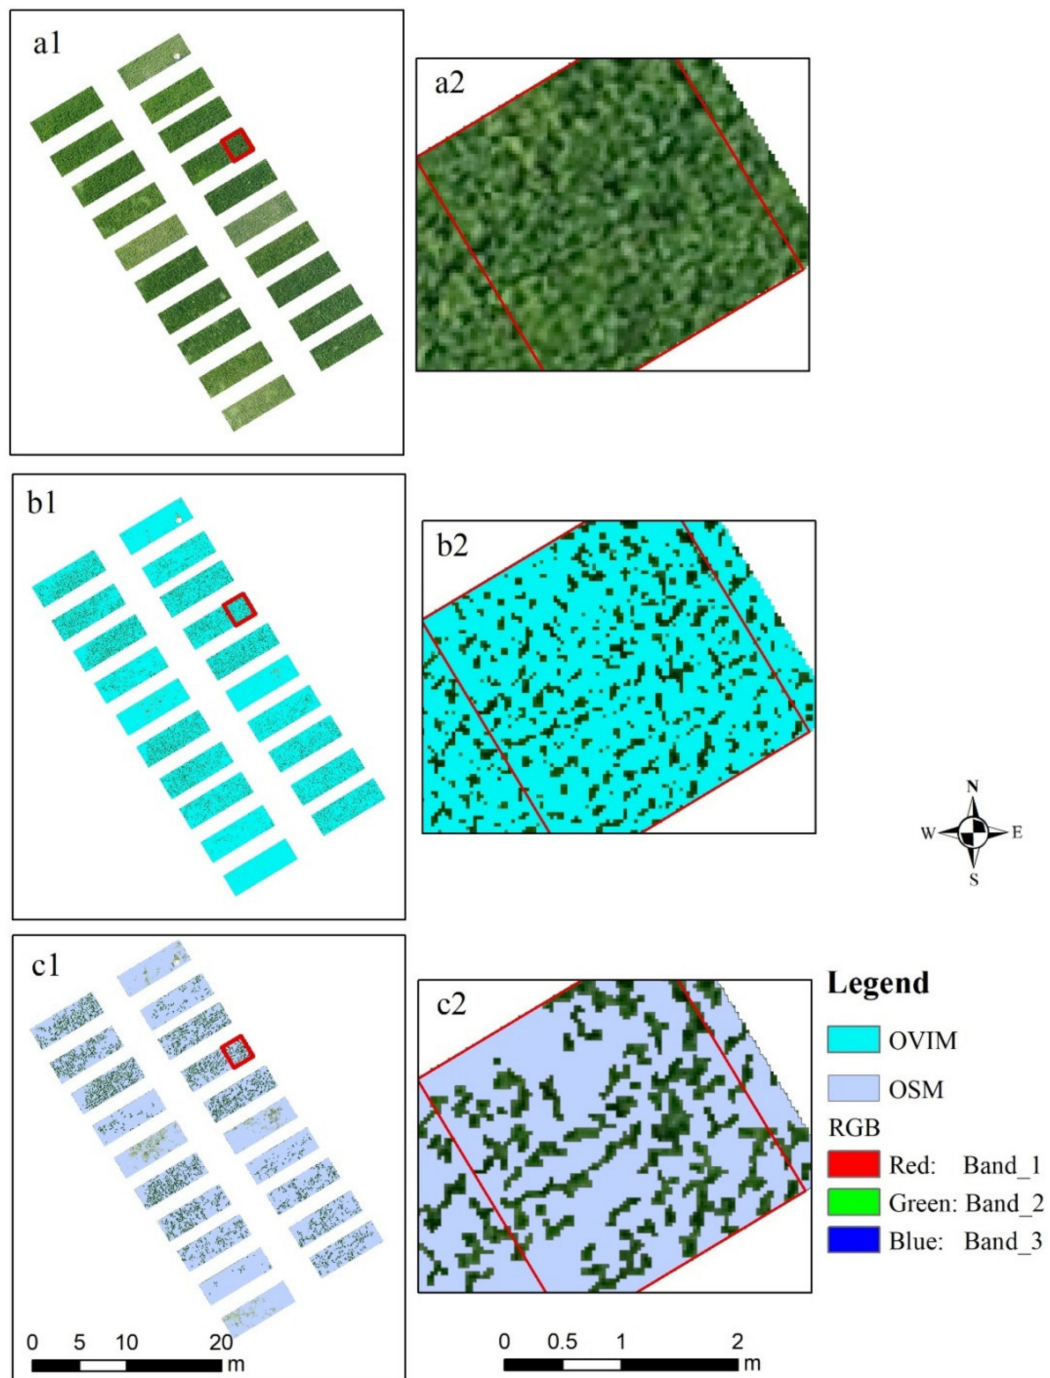 a1
a2
b1
b2
N
W E
S
c1
c2
Legend
OVIM
OSM
RGB
Red: Band_1
Green: Band_2
Blue: Band_3
0 5 10 20
m
0 0.5 1 2
m